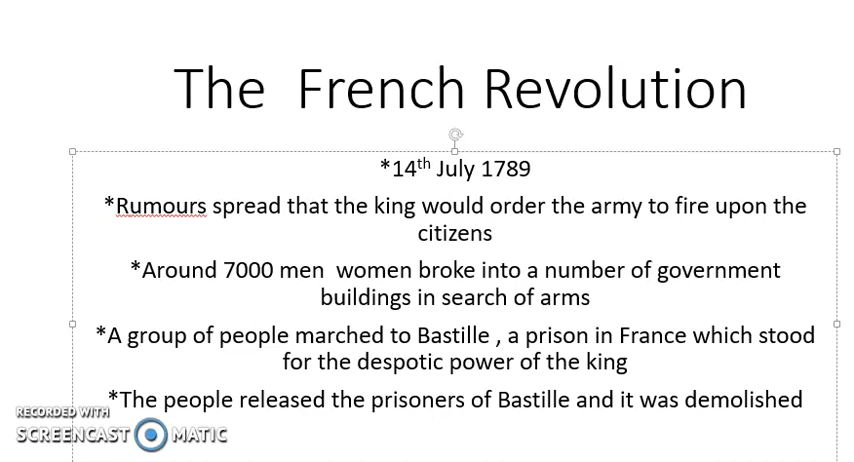 The  French Revolution
*14th July 1789
*Rumours spread that the king would order the army to fire upon the
citizens
*Around 7000 men  women broke into a number of government
buildings in search of arms
*A group of people marched to Bastille , a prison in France which stood
for the despotic power of the king
*The people released the prisoners of Bastille and it was demolished
RECORDED WITH
SCREENCAST MATIC